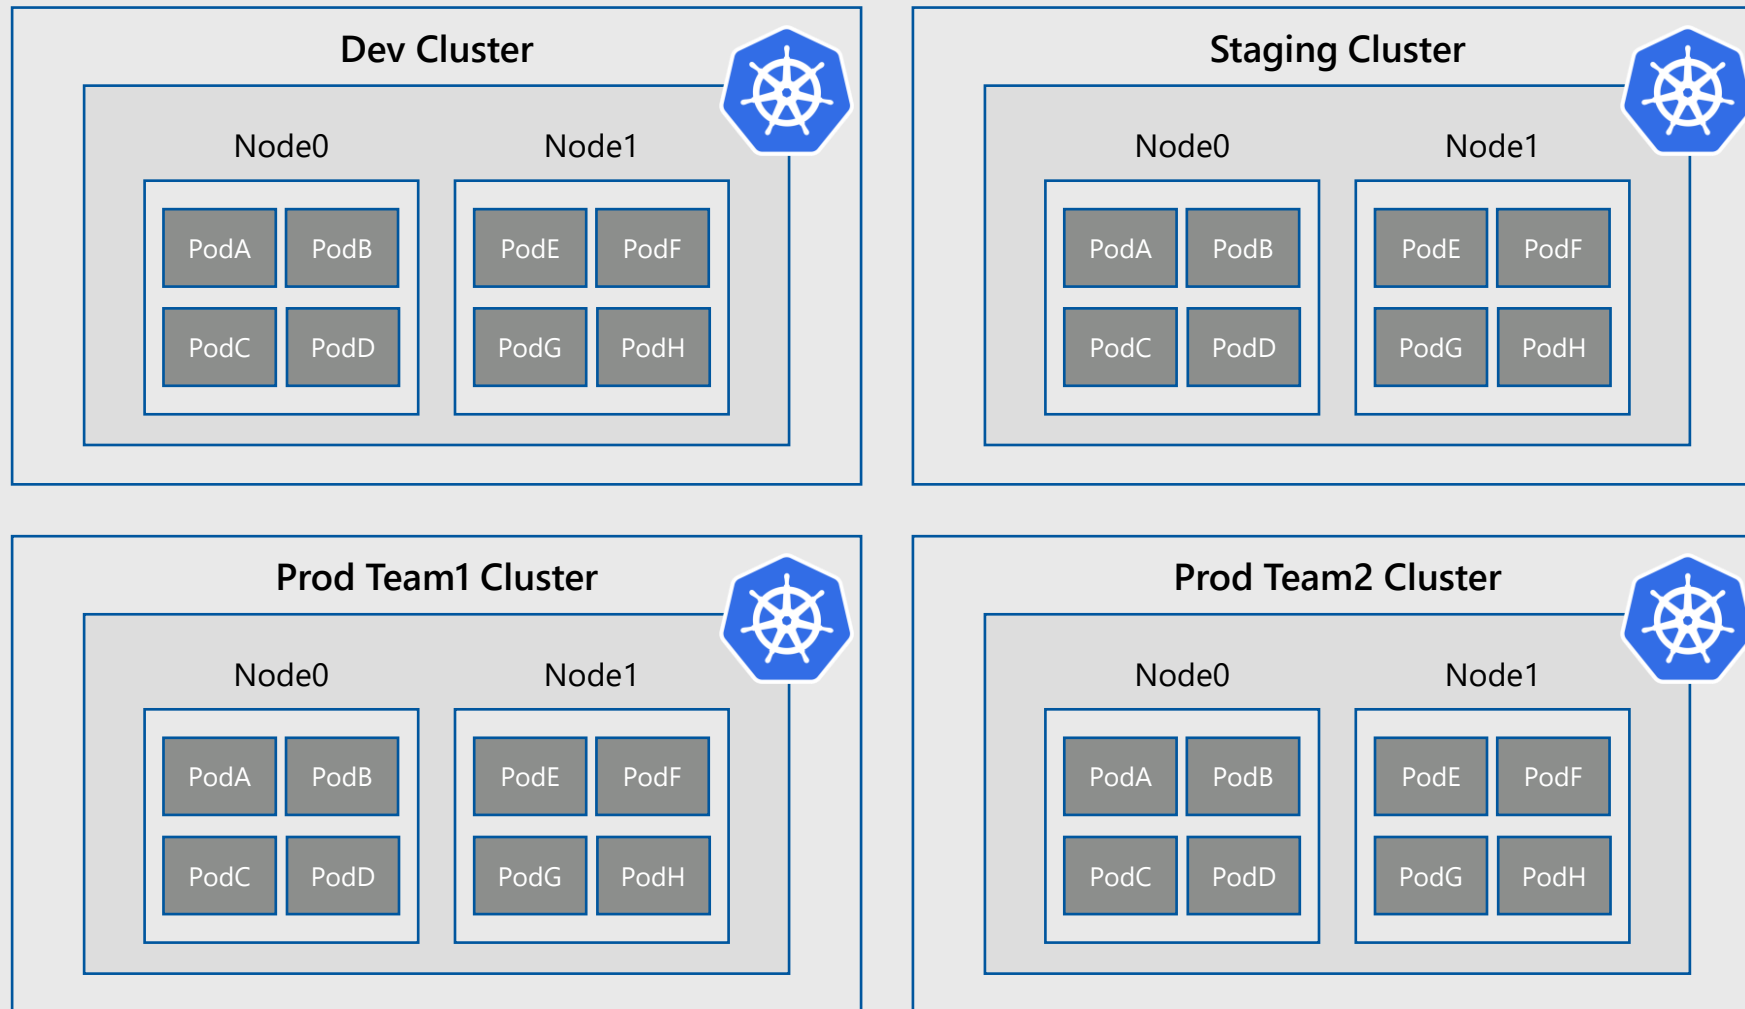 Dev Cluster
Node0 Node1
PodA PodB PodE PodF
PodC PodD PodG PodH
Staging Cluster
Node0 Node1
PodA PodB PodE PodF
PodC PodD PodG PodH
Prod Team1 Cluster
Node0 Node1
PodA PodB PodE PodF
PodC PodD PodG PodH
Prod Team2 Cluster
Node0 Node1
PodA PodB PodE PodF
PodC PodD PodG PodH